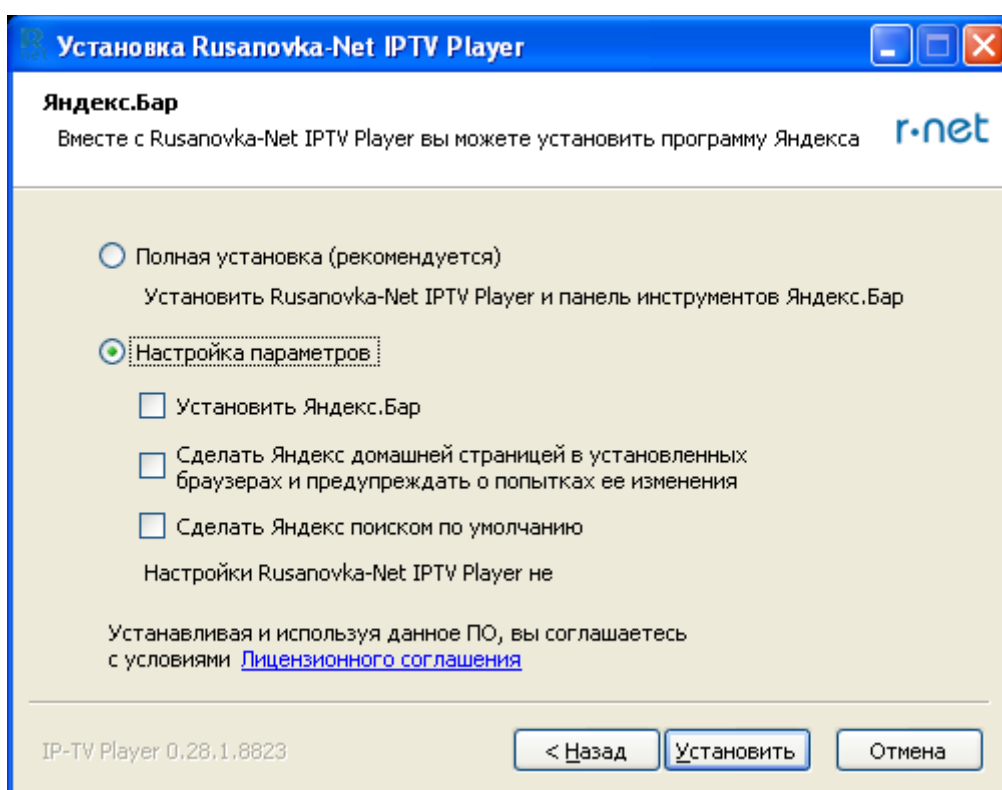 Установка Rusanovka-Net IPTV Player
Яндекс.Бар
Вместе с Rusanovka-Net IPTV Player вы можете установить программу Яндекса
r·net
Полная установка (рекомендуется)
Установить Rusanovka-Net IPTV Player и панель инструментов Яндекс.Бар
Настройка параметров
Установить Яндекс.Бар
Сделать Яндекс домашней страницей в установленных
браузерах и предупреждать о попытках ее изменения
Сделать Яндекс поиском по умолчанию
Настройки Rusanovka-Net IPTV Player не
Устанавливая и используя данное ПО, вы соглашаетесь
с условиями Лицензионного соглашения
IP-TV Player 0.28.1.8823
< Назад
Установить
Отмена